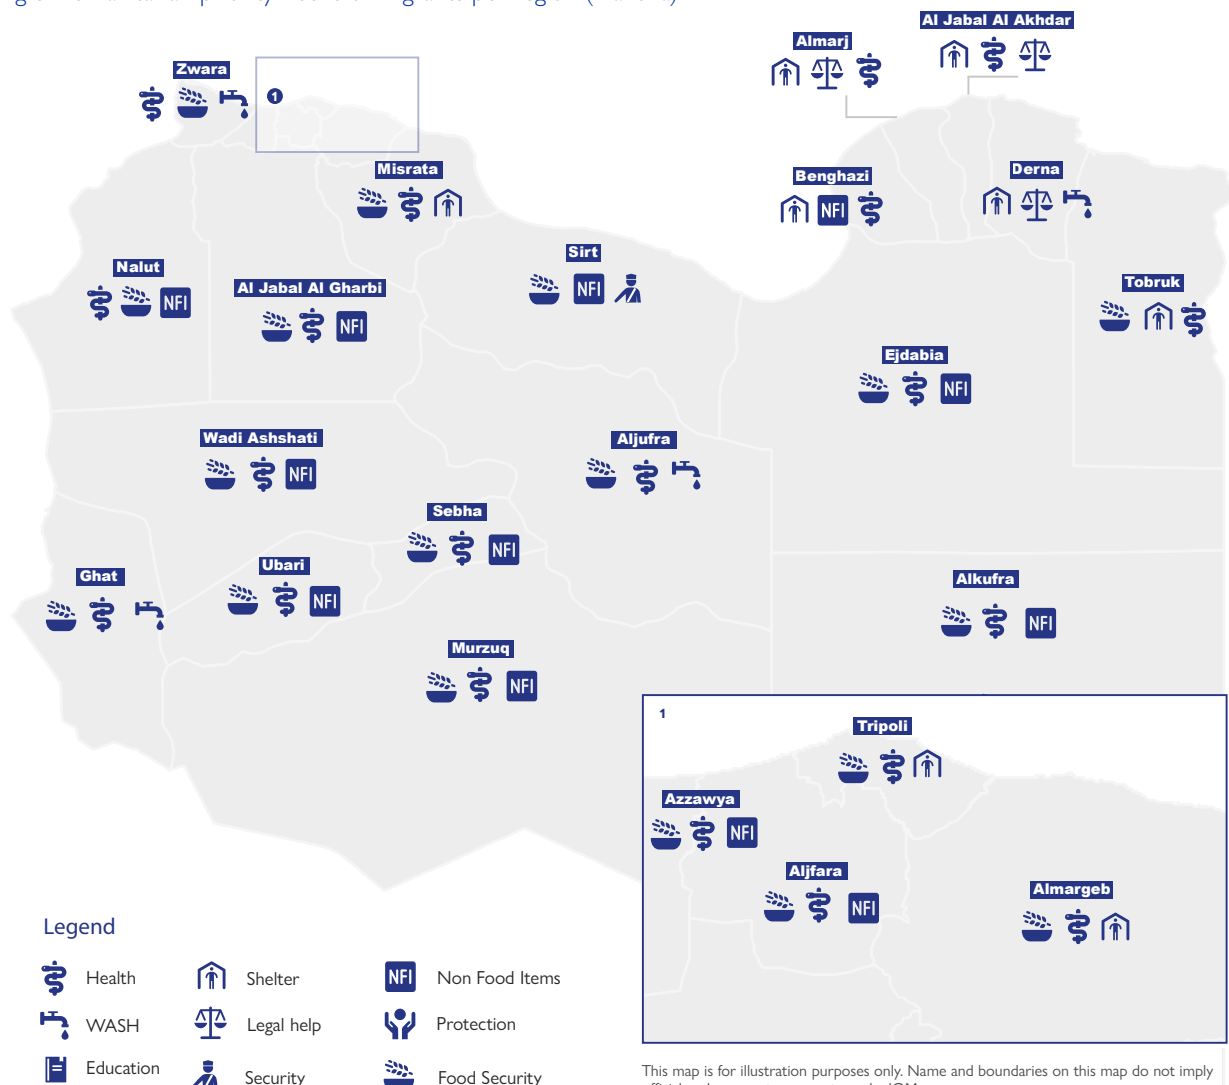 Al Jabal Al Akhdar
Almarj
Zwara
1
Misrata
Benghazi
Derna
Sirt
Nalut
Al Jabal Al Gharbi
NFI
NFI
NFI
NFI
Tobruk
Ejdabia
NFI
Wadi Ashshati
Aljufra
NFI
Sebha
NFI
Ubari
Ghat
NFI
Alkufra
NFI
Murzuq
NFI
1
Tripoli
Azzawya
NFI
Aljfara
NFI
Almargeb
Legend
Health
Shelter
NFI Non Food Items
WASH
Legal help
Protection
Education
Security
Food Security
This map is for illustration purposes only. Name and boundaries on this map do not imply